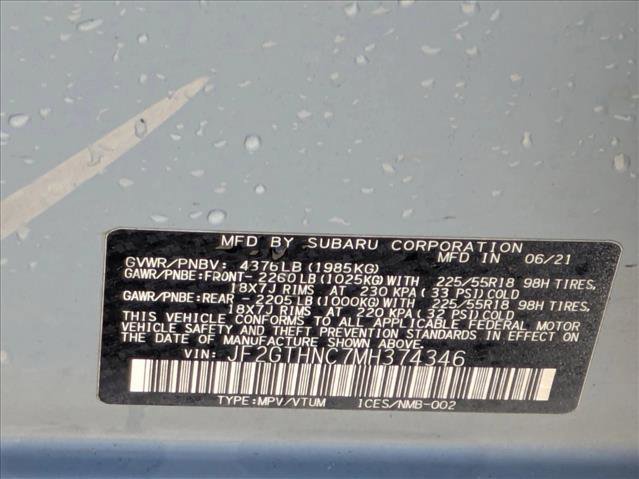 MFD BY SUBARU CORPORATION MFD IN 06/21
GVWR/PNBV: 4376LB (1985KG)
GAWR/PNBE:FRONT- 2260LB (1025KG)WITH 225/55R18 98H TIRES,
18X7J RIMS AT 230 KPA (33 PSI)COLD
GAWR/PNBE:REAR - 2205LB (1000KG)WITH 225/55R18 98H TIRES,
18X7J RIMS AT 220 KPA (32 PSI)COLD
THIS VEHICLE CONFORMS TO ALL APPLICABLE FEDERAL MOTOR
VEHICLE SAFETY AND THEFT PREVENTION STANDARDS IN EFFECT ON
THE DATE OF MANUFACTURE SHOWN ABOVE.
VIN: JF2GTHNC7MH374346
TYPE:MPV/VTUM ICES/NMB-002